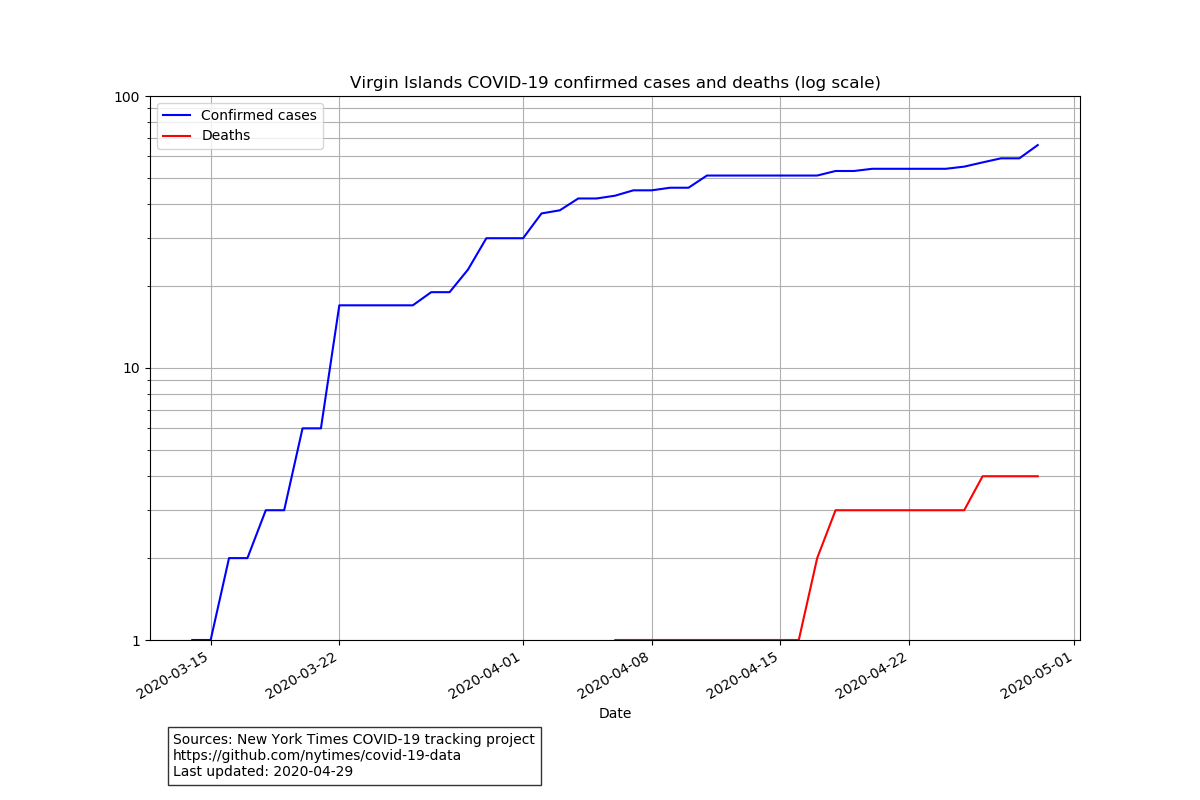 Virgin Islands COVID-19 confirmed cases and deaths (log scale)
100
Confirmed cases
Deaths
10
1
2020-03-15
2020-03-22
2020-04-01
2020-04-08
2020-04-15
2020-04-22
2020-05-01
Date
Sources: New York Times COVID-19 tracking project
https://github.com/nytimes/covid-19-data
Last updated: 2020-04-29